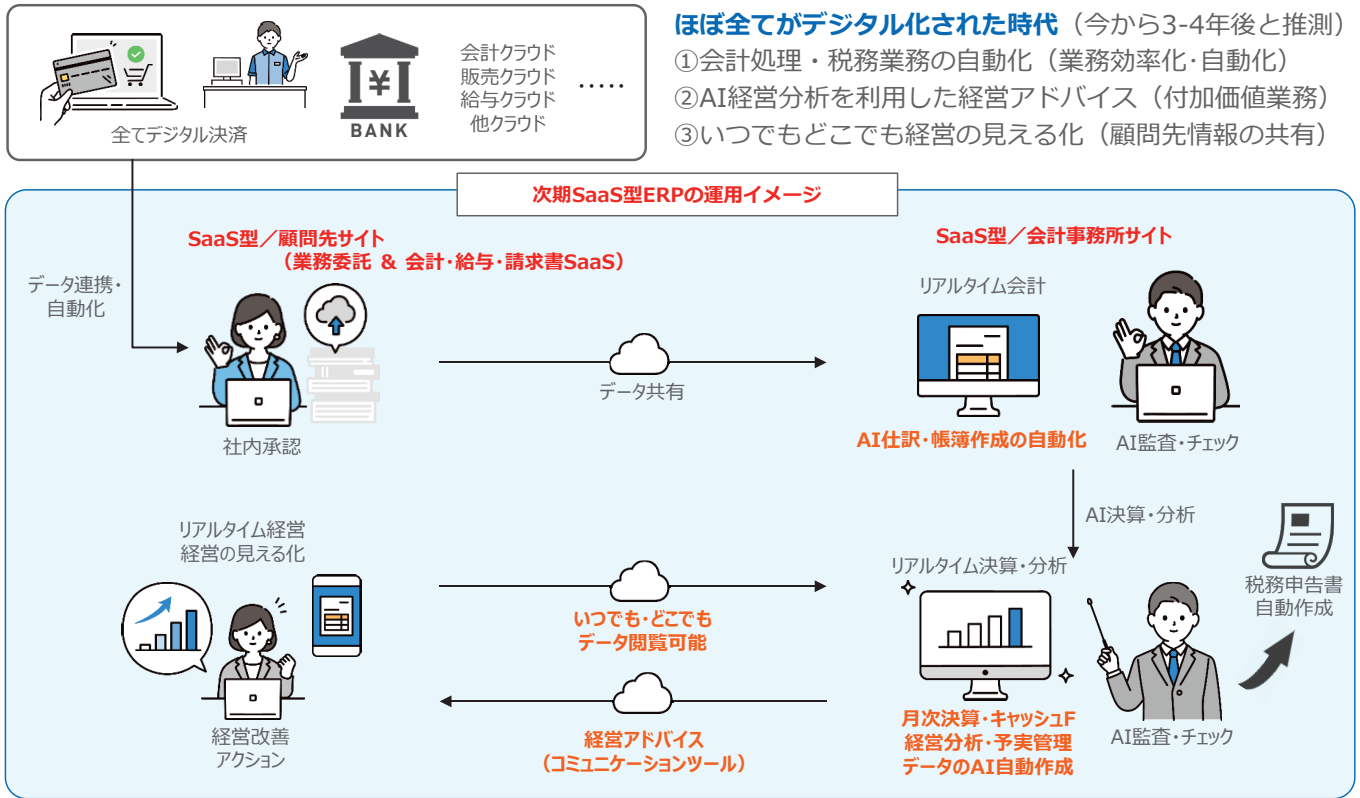 全てデジタル決済
BANK
会計クラウド
販売クラウド
給与クラウド
他クラウド
‥‥‥
ほぼ全てがデジタル化された時代（今から3-4年後と推測）
①会計処理・税務業務の自動化（業務効率化･自動化）
②AI経営分析を利用した経営アドバイス（付加価値業務）
③いつでもどこでも経営の見える化（顧問先情報の共有）
次期SaaS型ERPの運用イメージ
SaaS型／顧問先サイト
（業務委託 & 会計･給与･請求書SaaS）
SaaS型／会計事務所サイト
データ連携･
自動化
社内承認
データ共有
リアルタイム会計
AI仕訳･帳簿作成の自動化
AI監査･チェック
AI決算･分析
リアルタイム経営
経営の見える化
経営改善
アクション
いつでも･どこでも
データ閲覧可能
経営アドバイス
（コミュニケーションツール）
リアルタイム決算･分析
月次決算･キャッシュF
経営分析･予実管理
データのAI自動作成
AI監査･チェック
税務申告書
自動作成